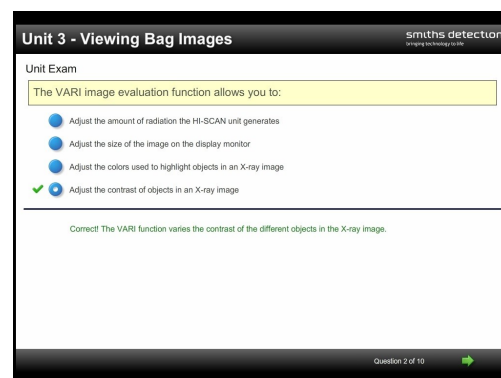 Unit 3 - Viewing Bag Images
smiths detection
bringing technology to life
Unit Exam
The VARI image evaluation function allows you to:
Adjust the amount of radiation the HI-SCAN unit generates
Adjust the size of the image on the display monitor
Adjust the colors used to highlight objects in an X-ray image
Adjust the contrast of objects in an X-ray image
Correct! The VARI function varies the contrast of the different objects in the X-ray image.
Question 2 of 10